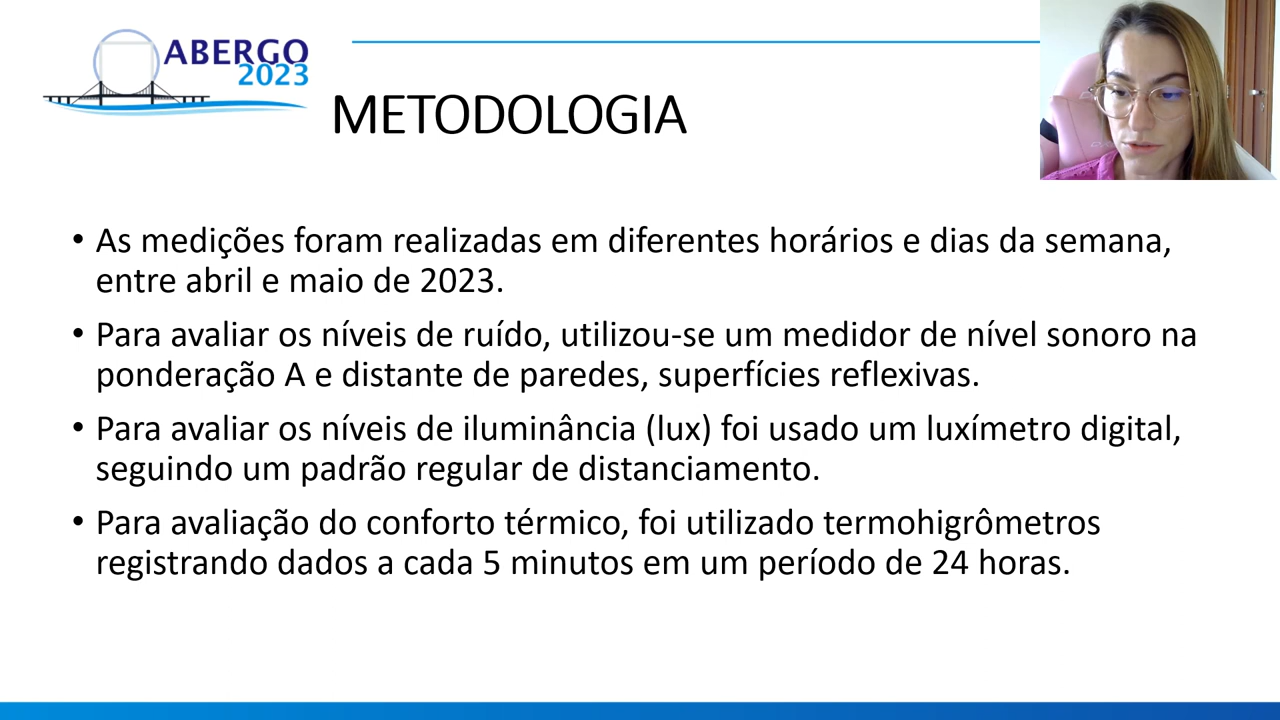 ABERGO
2023
METODOLOGIA
• As medições foram realizadas em diferentes horários e dias da semana,
entre abril e maio de 2023.
• Para avaliar os níveis de ruído, utilizou-se um medidor de nível sonoro na
ponderação A e distante de paredes, superfícies reflexivas.
• Para avaliar os níveis de iluminância (lux) foi usado um luxímetro digital,
seguindo um padrão regular de distanciamento.
• Para avaliação do conforto térmico, foi utilizado termohigrômetros
registrando dados a cada 5 minutos em um período de 24 horas.